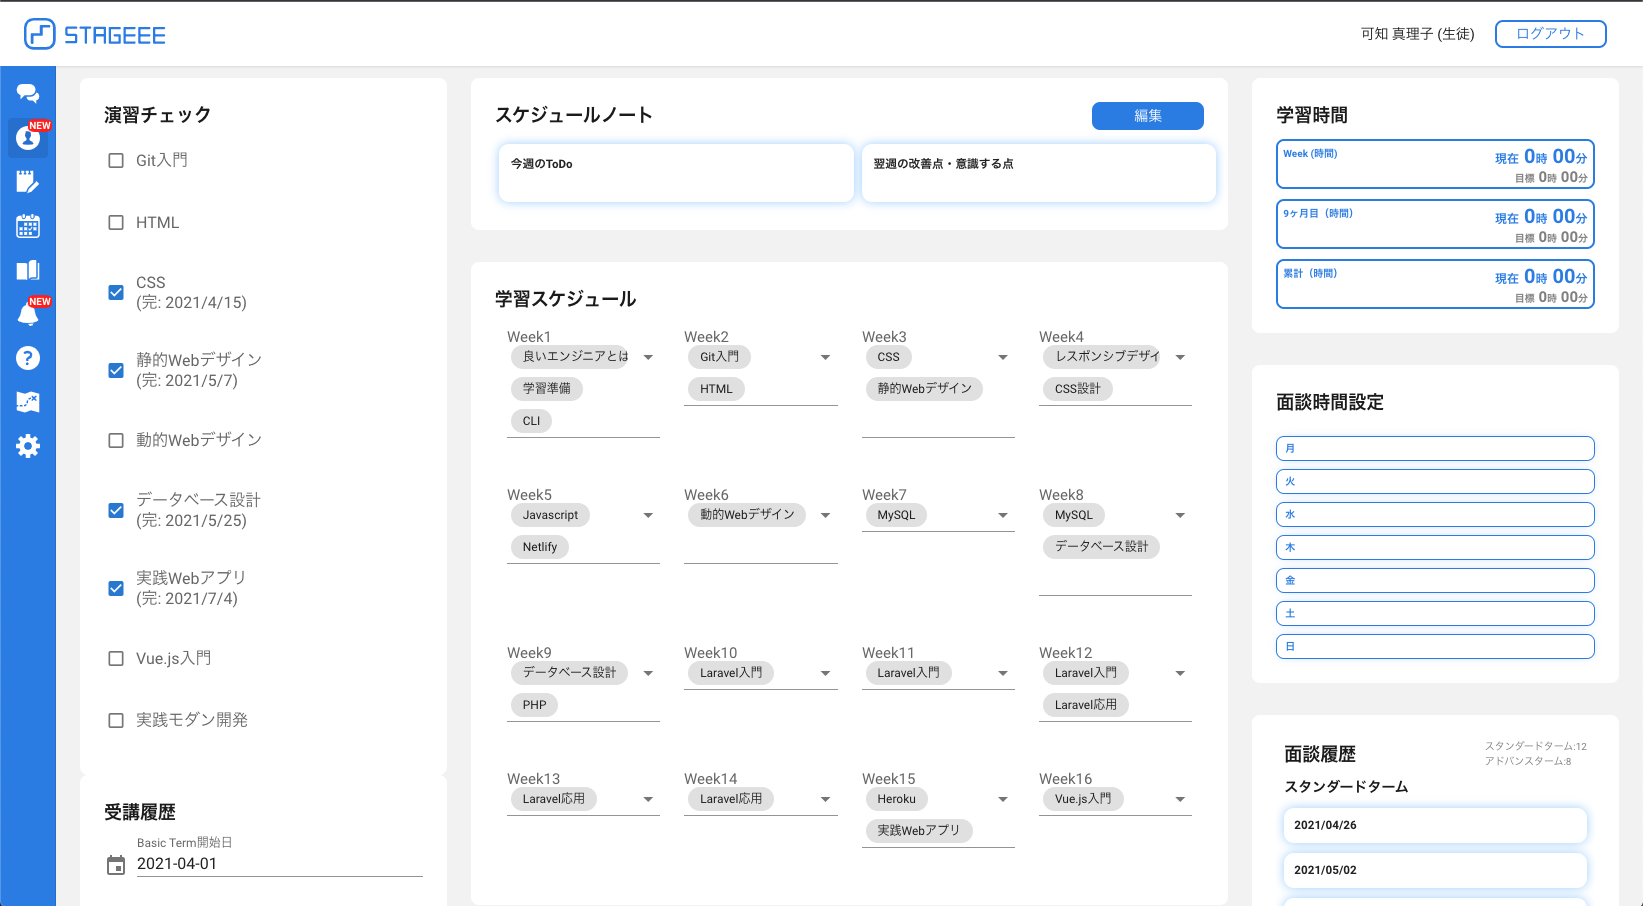 STAGEEE
可知 真理子 (生徒)
ログアウト
NEW
NEW
演習チェック
Git入門
HTML
CSS
(完: 2021/4/15)
静的Webデザイン
(完: 2021/5/7)
動的Webデザイン
データベース設計
(完: 2021/5/25)
実践Webアプリ
(完: 2021/7/4)
Vue.js入門
実践モダン開発
受講履歴
Basic Term開始日
2021-04-01
スケジュールノート
編集
今週のToDo
翌週の改善点・意識する点
学習スケジュール
Week1
良いエンジニアとは
学習準備
CLI
Week2
Git入門
HTML
Week3
CSS
静的Webデザイン
Week4
レスポンシブデザイ
CSS設計
Week5
Javascript
Netlify
Week6
動的Webデザイン
Week7
MySQL
Week8
MySQL
データベース設計
Week9
データベース設計
PHP
Week10
Laravel入門
Week11
Laravel入門
Week12
Laravel入門
Laravel応用
Week13
Laravel応用
Week14
Laravel応用
Week15
Heroku
実践Webアプリ
Week16
Vue.js入門
学習時間
Week (時間)
現在 0時 00分
目標 0時 00分
9ヶ月目 (時間)
現在 0時 00分
目標 0時 00分
累計 (時間)
現在 0時 00分
目標 0時 00分
面談時間設定
月
火
水
木
金
土
日
面談履歴
スタンダードターム:12
アドバンスターム:8
スタンダードターム
2021/04/26
2021/05/02